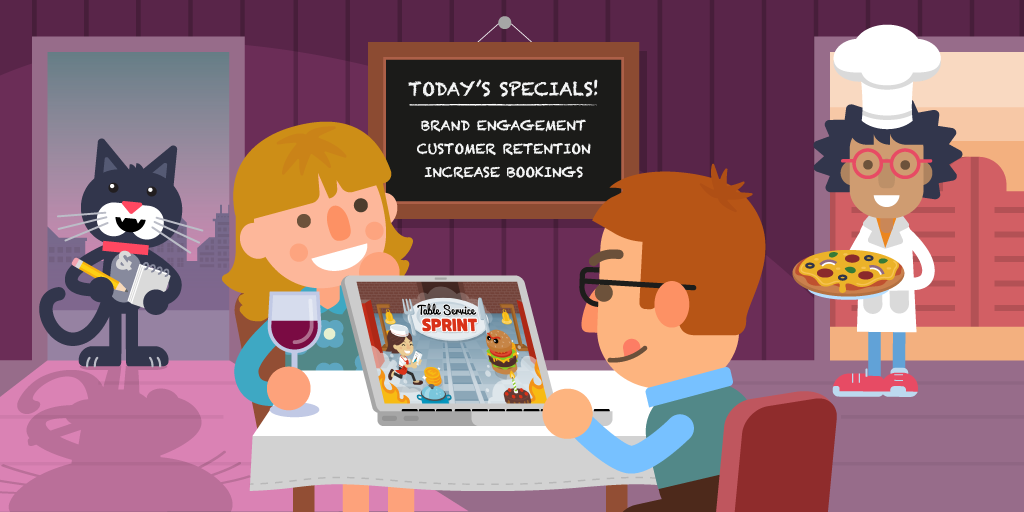 TODAY'S SPECIALS!
BRAND ENGAGEMENT
CUSTOMER RETENTION
INCREASE BOOKINGS
&
Table Service
SPRINT